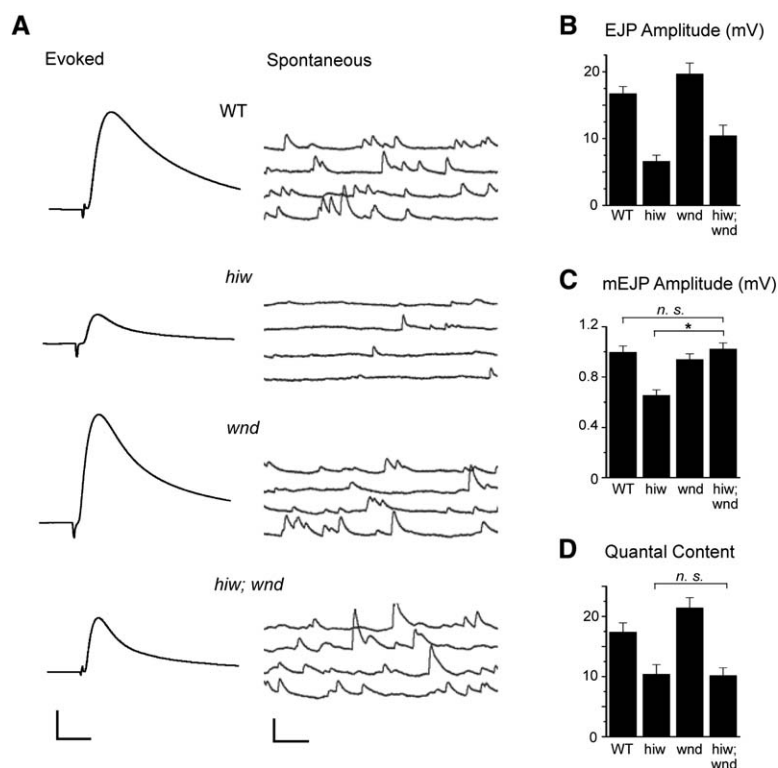 A
Evoked
Spontaneous
WT
hiw
wnd
hiw; wnd
B
EJP Amplitude (mV)
20
10
0
WT hiw wnd hiw;
wnd
C
mEJP Amplitude (mV)
n. s.
*
1.2
0.8
0.4
0
WT hiw wnd hiw;
wnd
D
Quantal Content
n. s.
20
10
0
WT hiw wnd hiw;
wnd